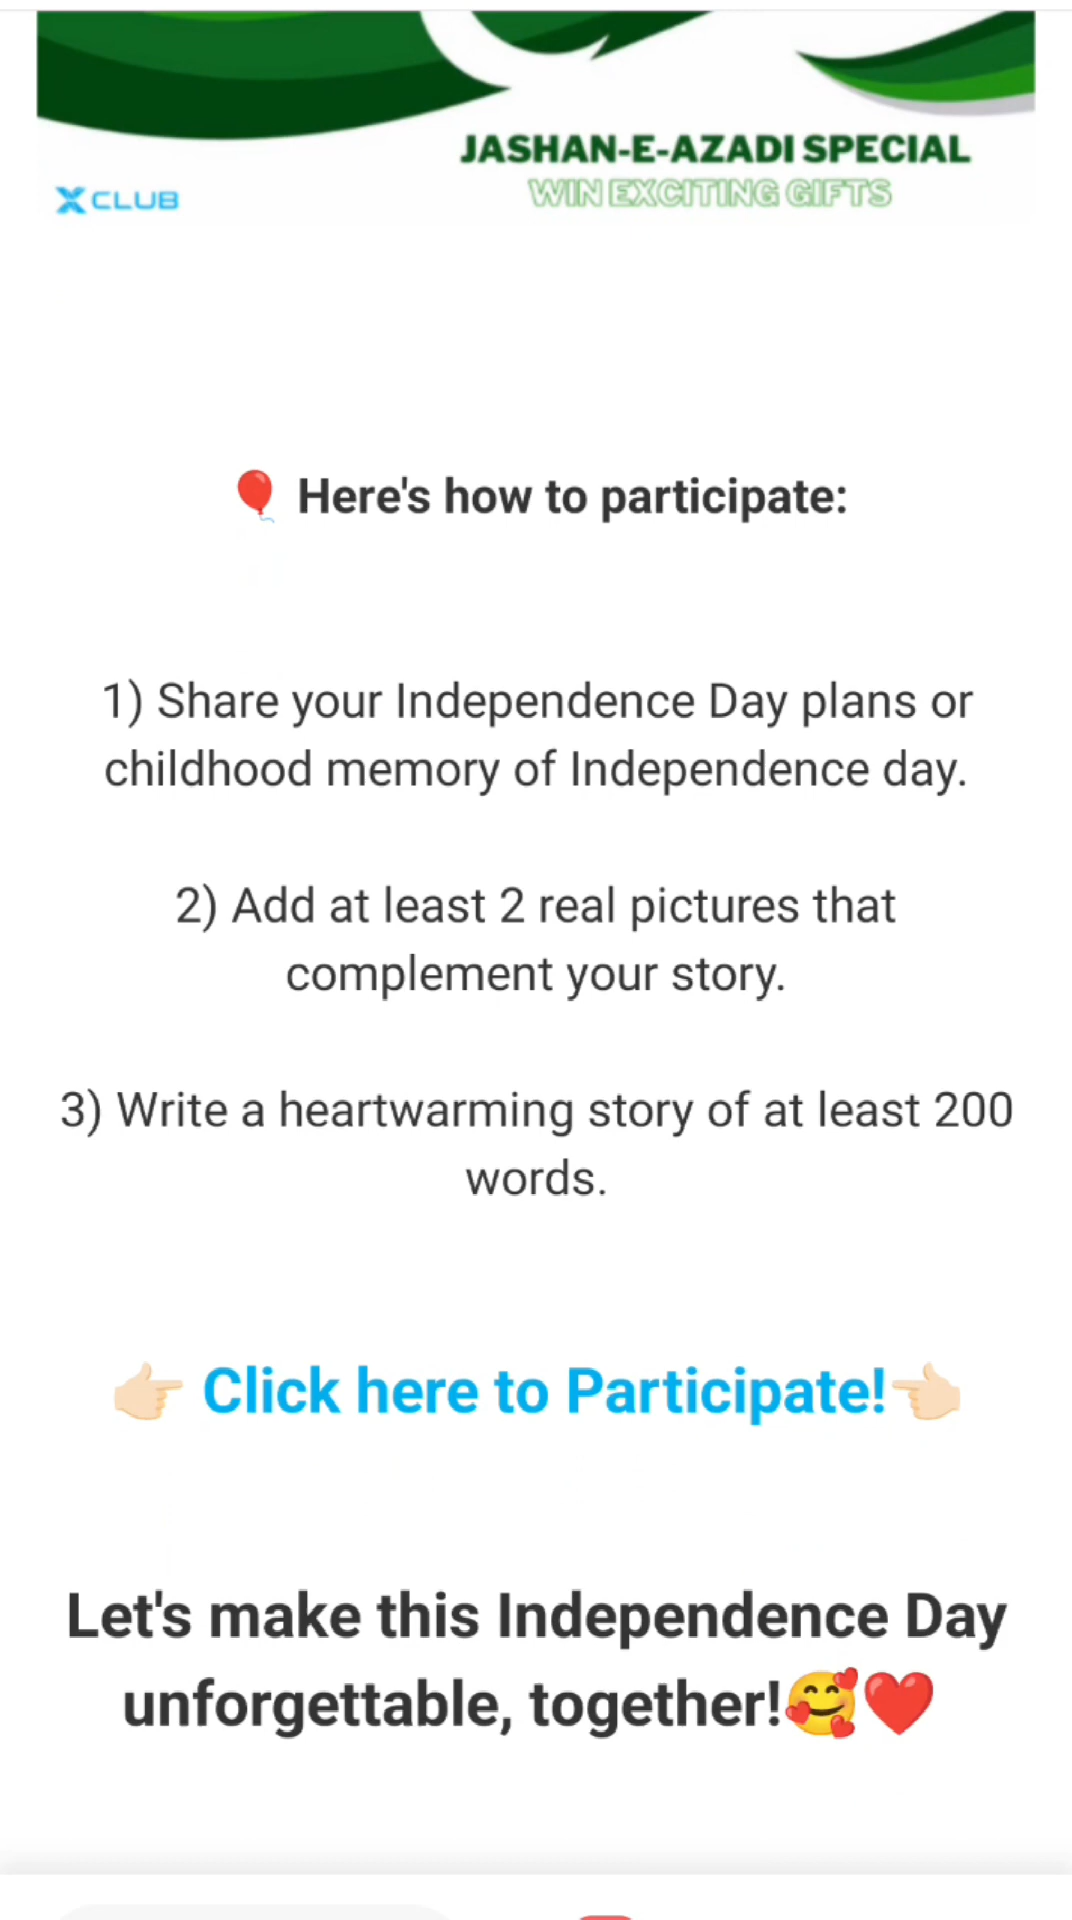 JASHAN-E-AZADI SPECIAL
WIN EXCITING GIFTS
XCLUB
🎈 Here's how to participate:
1) Share your Independence Day plans or
childhood memory of Independence day.
2) Add at least 2 real pictures that
complement your story.
3) Write a heartwarming story of at least 200
words.
👉🏻 Click here to Participate!👈🏻
Let's make this Independence Day
unforgettable, together!🥰❤️